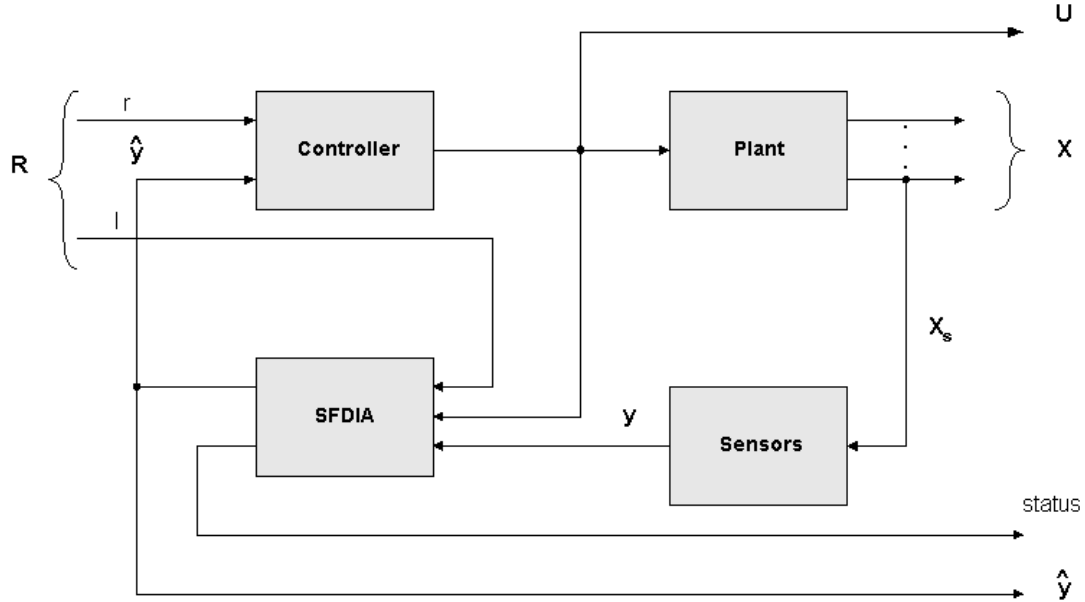 U
r
ŷ
Controller
Plant
X
R
l
Xₛ
SFDIA
y
Sensors
status
ŷ